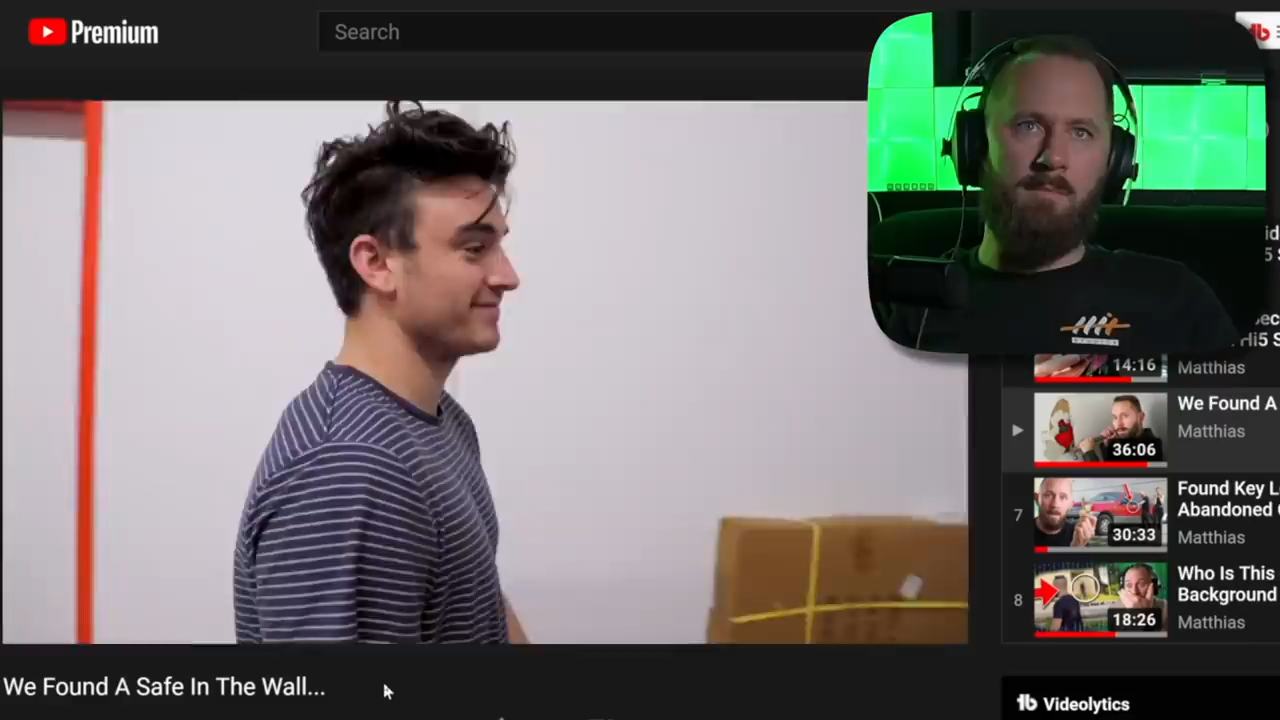 Premium
Search
14:16
Hi5 S
Matthias
We Found A
Matthias
36:06
7
Found Key L
Abandoned
Matthias
30:33
8
Who Is This
Background
Matthias
18:26
We Found A Safe In The Wall...
Videolytics